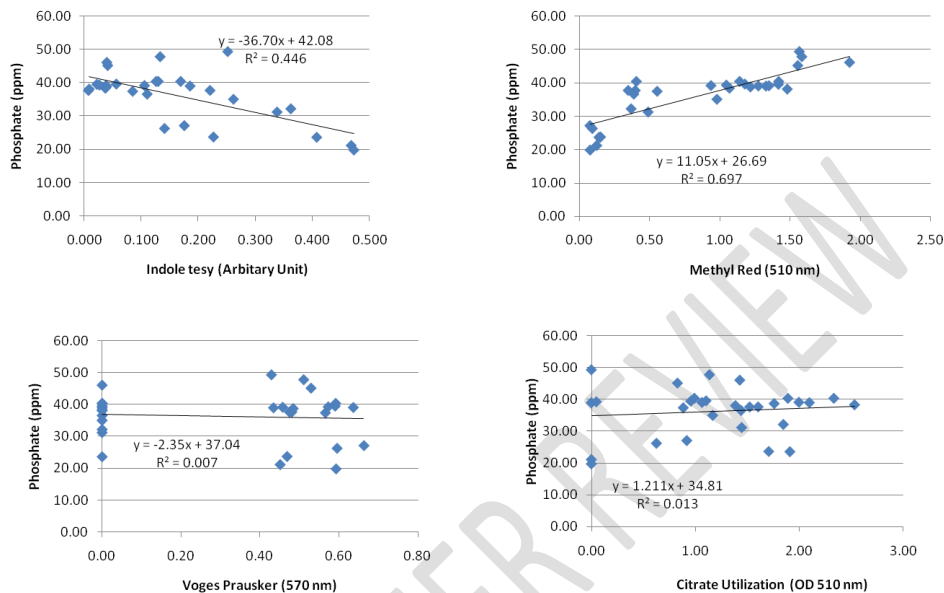 60.00
50.00
40.00
30.00
20.00
10.00
0.00
Phosphate (ppm)
y = -36.70x + 42.08
R² = 0.446
0.000 0.100 0.200 0.300 0.400 0.500
Indole tesy (Arbitary Unit)
60.00
50.00
40.00
30.00
20.00
10.00
0.00
Phosphate (ppm)
y = 11.05x + 26.69
R² = 0.697
0.00 0.50 1.00 1.50 2.00 2.50
Methyl Red (510 nm)
60.00
50.00
40.00
30.00
20.00
10.00
0.00
Phosphate (ppm)
y = -2.35x + 37.04
R² = 0.007
0.00 0.20 0.40 0.60 0.80
Voges Prausker (570 nm)
60.00
50.00
40.00
30.00
20.00
10.00
0.00
Phosphate (ppm)
y = 1.211x + 34.81
R² = 0.013
0.00 1.00 2.00 3.00
Citrate Utilization (OD 510 nm)
ER REVIEW